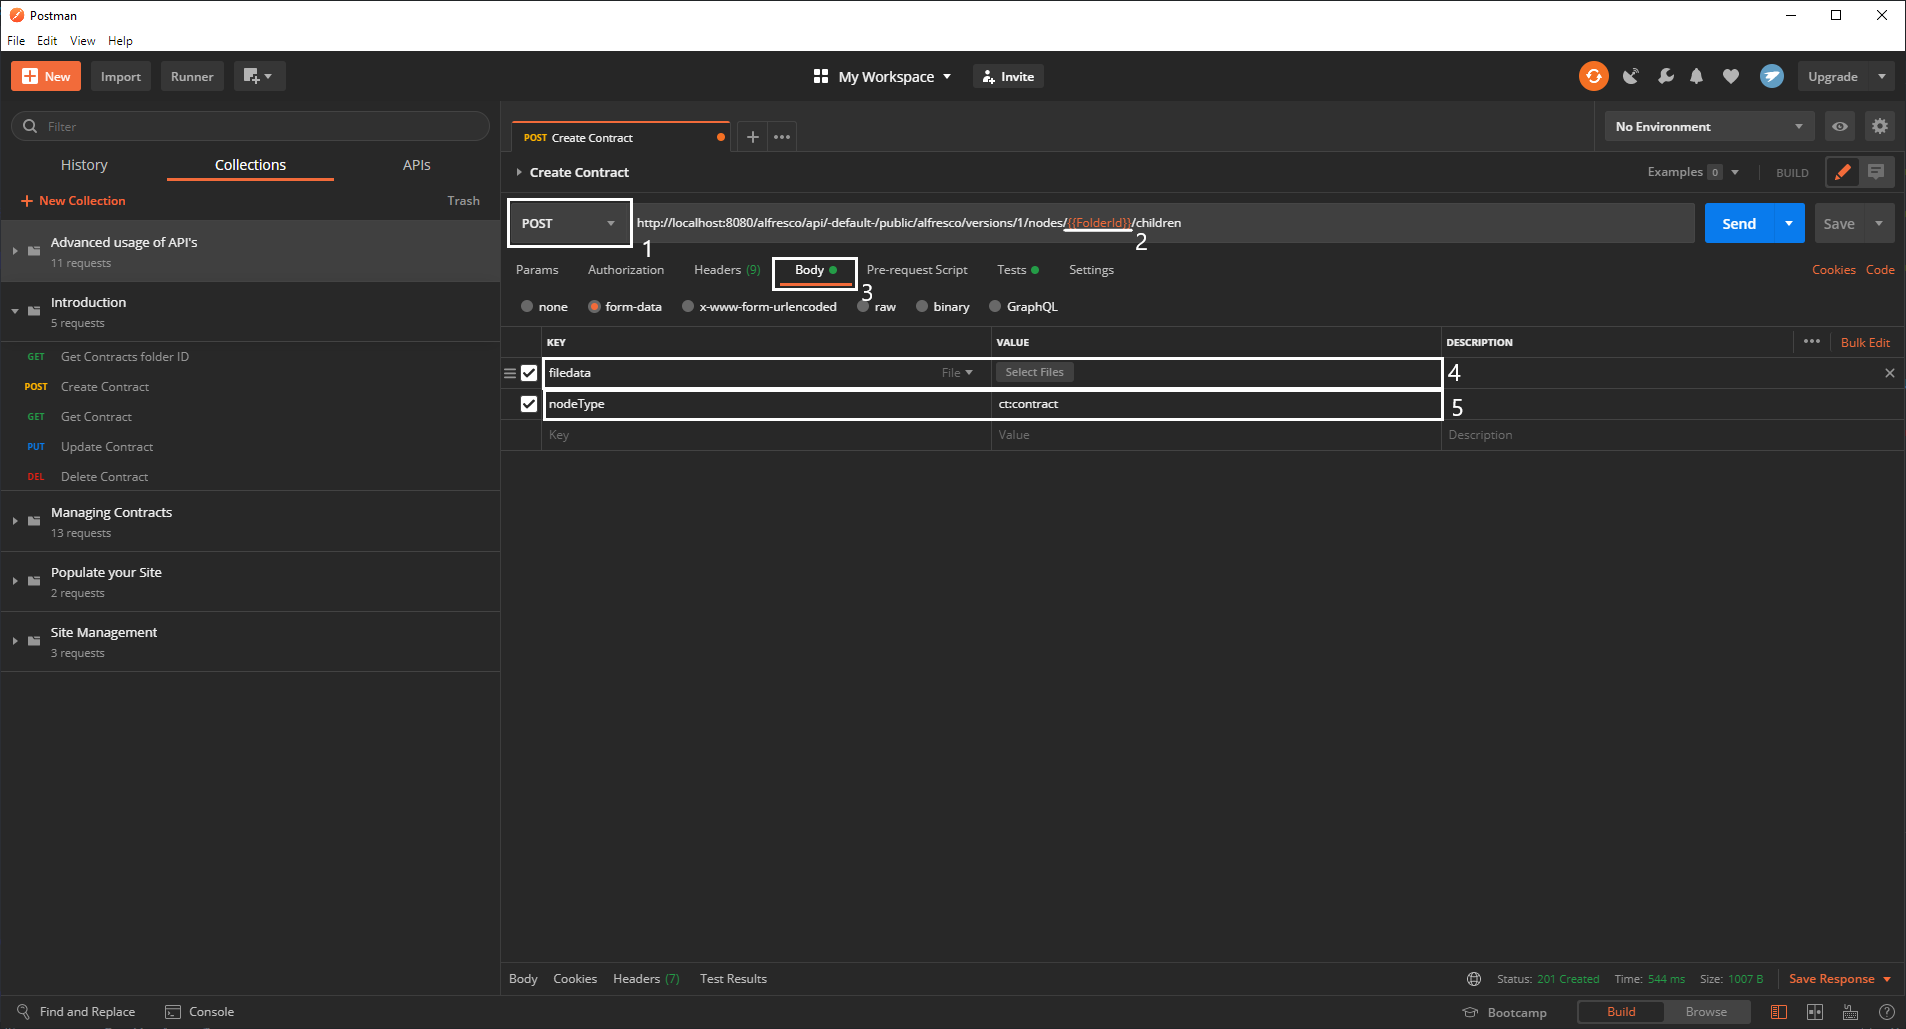 Postman
File Edit View Help
New Import Runner My Workspace Invite Upgrade
Filter
History Collections APIs
New Collection Trash
Advanced usage of API's
11 requests
Introduction
5 requests
GET Get Contracts folder ID
POST Create Contract
GET Get Contract
PUT Update Contract
DEL Delete Contract
Managing Contracts
13 requests
Populate your Site
2 requests
Site Management
3 requests
POST Create Contract No Environment
Create Contract Examples 0 BUILD
POST http://localhost:8080/alfresco/api/-default-/public/alfresco/versions/1/nodes/{{FolderId}}/children Send Save
1 2
Params Authorization Headers (9) Body Pre-request Script Tests Settings Cookies Code
3
none form-data x-www-form-urlencoded raw binary GraphQL
KEY VALUE DESCRIPTION Bulk Edit
filedata File Select Files 4
nodeType ct:contract 5
Key Value Description
Body Cookies Headers (7) Test Results Status: 201 Created Time: 544 ms Size: 1007 B Save Response
Find and Replace Console Bootcamp Build Browse